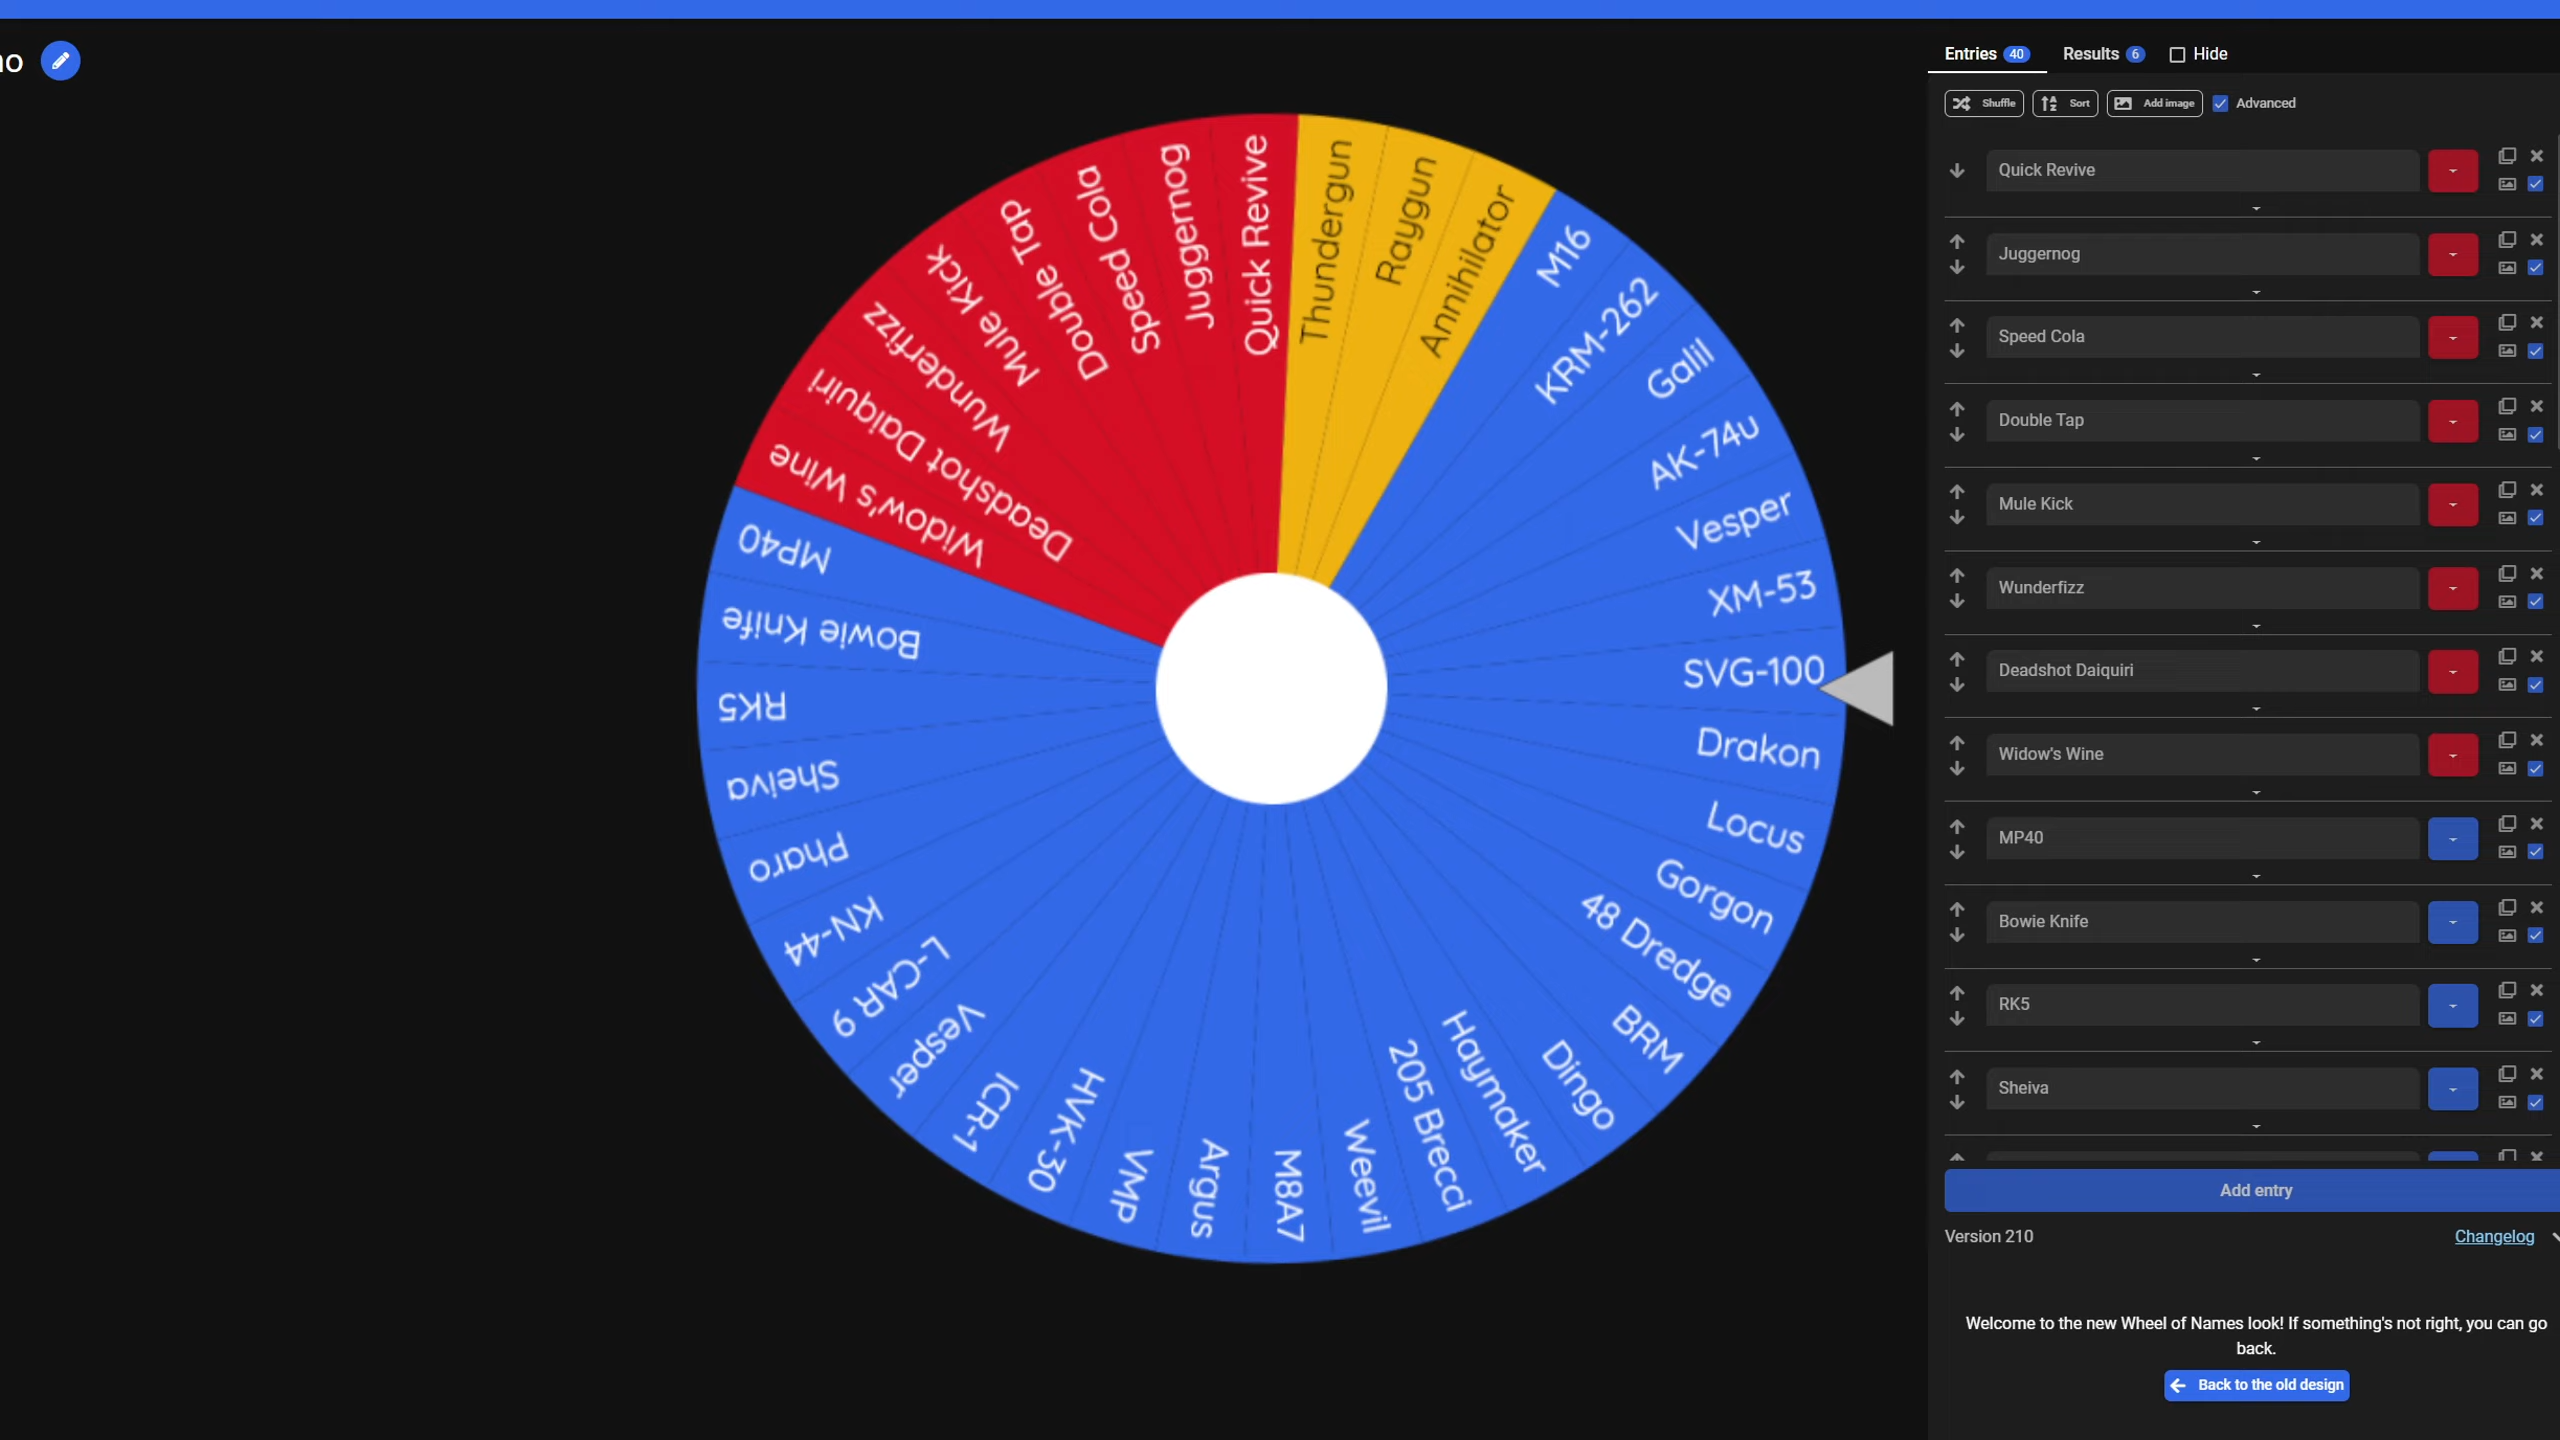 no
Entries 40 Results 6 Hide
Shuffle Sort Add image Advanced
Quick Revive
Thundergun
Raygun
Annihilator
M16
KRM-262
Galil
AK-74u
Vesper
XM-53
SVG-100
Drakon
Locus
Gorgon
48 Dredge
BRM
Dingo
Haymaker
205 Brecci
Weevil
M8A7
Argus
VMP
HVK-30
ICR-1
Vesper
L-CAR 9
KN-44
Pharo
Sheiva
RK5
Bowie Knife
MP40
Widow's Wine
Deadshot Daiquiri
Wunderfizz
Mule Kick
Double Tap
Speed Cola
Juggernog
Quick Revive
Juggernog
Speed Cola
Double Tap
Mule Kick
Wunderfizz
Deadshot Daiquiri
Widow's Wine
MP40
Bowie Knife
RK5
Sheiva
Add entry
Version 210 Changelog
Welcome to the new Wheel of Names look! If something's not right, you can go
back.
Back to the old design